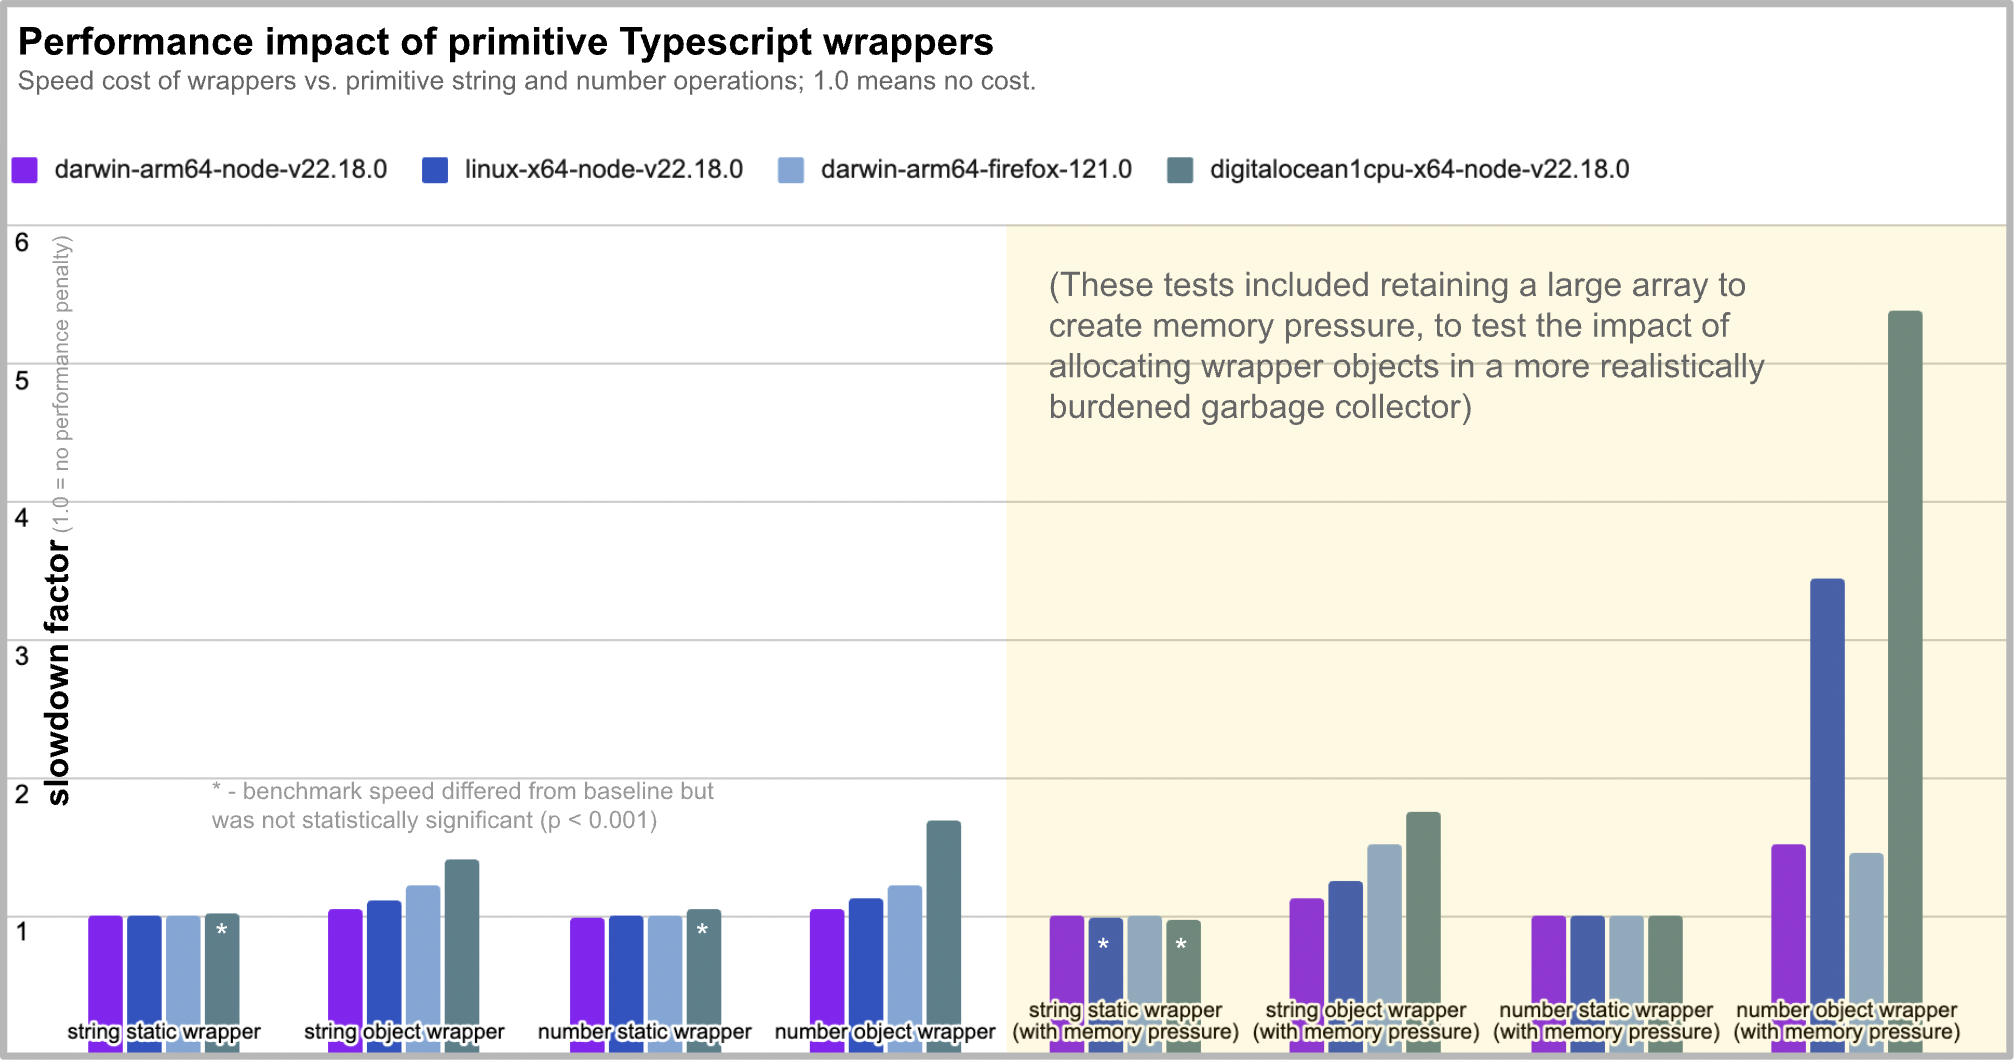 Performance impact of primitive Typescript wrappers
Speed cost of wrappers vs. primitive string and number operations; 1.0 means no cost.
darwin-arm64-node-v22.18.0
linux-x64-node-v22.18.0
darwin-arm64-firefox-121.0
digitalocean1cpu-x64-node-v22.18.0
6
5
4
3
2
1
slowdown factor (1.0 = no performance penalty)
(These tests included retaining a large array to
create memory pressure, to test the impact of
allocating wrapper objects in a more realistically
burdened garbage collector)
* - benchmark speed differed from baseline but
was not statistically significant (p < 0.001)
*
*
*
*
string static wrapper
string object wrapper
number static wrapper
number object wrapper
string static wrapper
(with memory pressure)
string object wrapper
(with memory pressure)
number static wrapper
(with memory pressure)
number object wrapper
(with memory pressure)